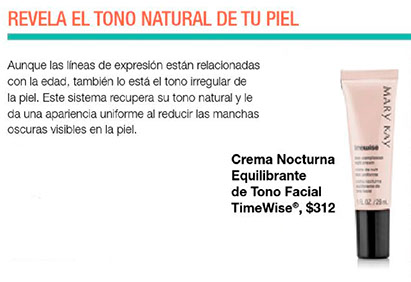 REVELA EL TONO NATURAL DE TU PIEL
Aunque las líneas de expresión están relacionadas
con la edad, también lo está el tono irregular de
la piel. Este sistema recupera su tono natural y le
da una apariencia uniforme al reducir las manchas
oscuras visibles en la piel.
Crema Nocturna
Equilibrante
de Tono Facial
TimeWise®, $312
MARY KAY
timewise